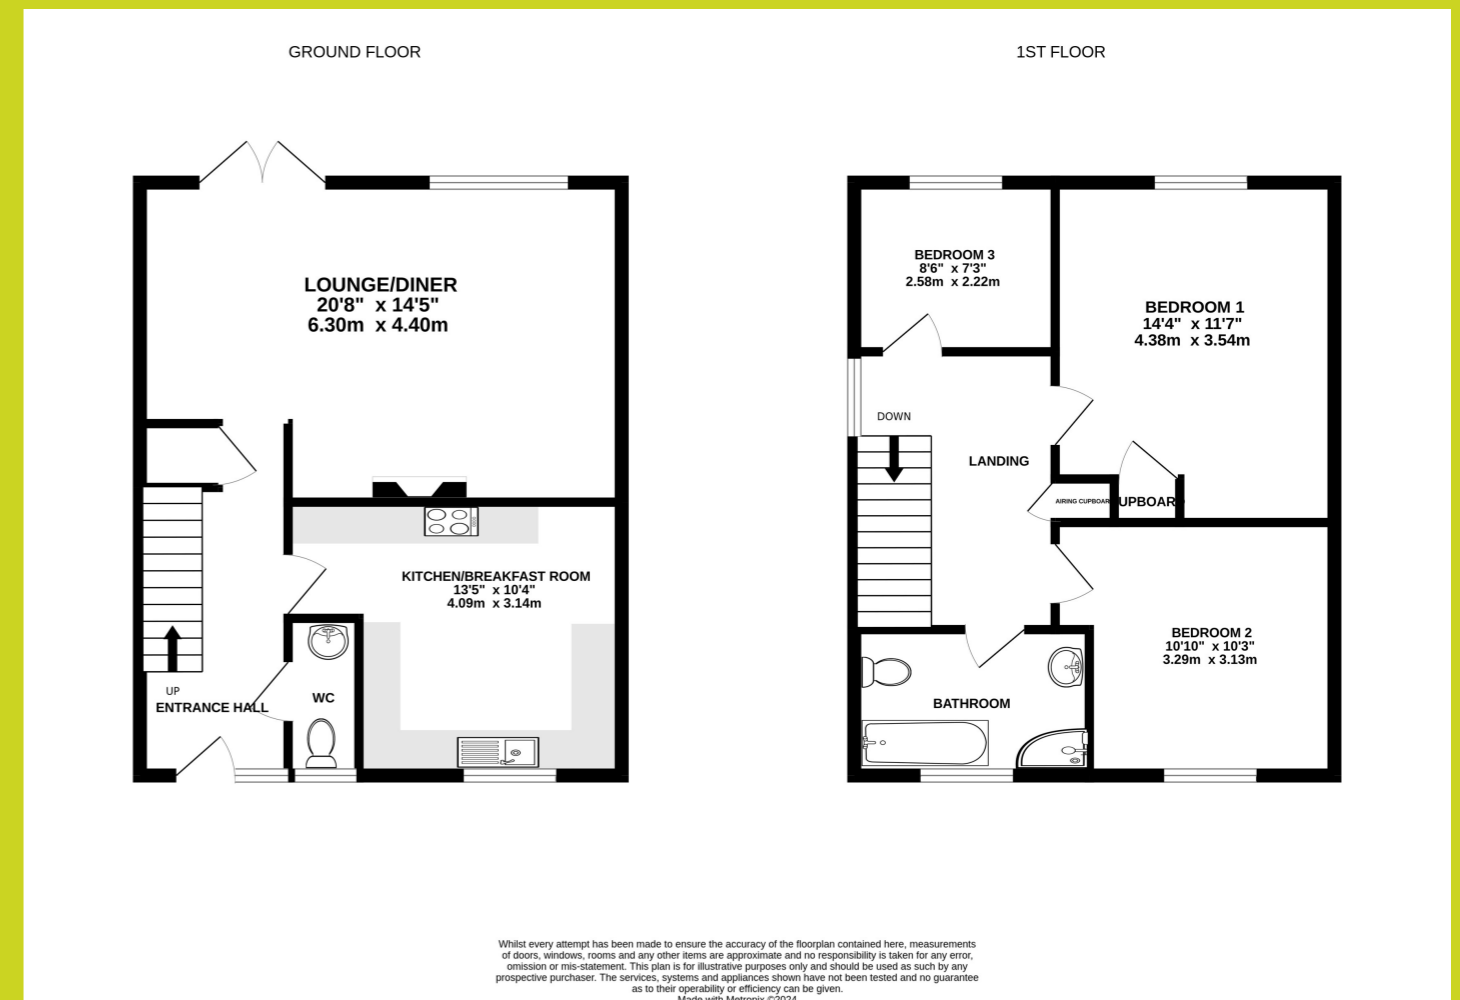 GROUND FLOOR
1ST FLOOR
LOUNGE/DINER
20'8" x 14'5"
6.30m x 4.40m
KITCHEN/BREAKFAST ROOM
13'5" x 10'4"
4.09m x 3.14m
UP
ENTRANCE HALL
WC
BEDROOM 3
8'6" x 7'3"
2.58m x 2.22m
BEDROOM 1
14'4" x 11'7"
4.38m x 3.54m
DOWN
LANDING
AIRING CUPBOARD
UPBOAR
BEDROOM 2
10'10" x 10'3"
3.29m x 3.13m
BATHROOM
Whilst every attempt has been made to ensure the accuracy of the floorplan contained here, measurements
of doors, windows, rooms and any other items are approximate and no responsibility is taken for any error,
omission or mis-statement. This plan is for illustrative purposes only and should be used as such by any
prospective purchaser. The services, systems and appliances shown have not been tested and no guarantee
as to their operability or efficiency can be given.
Made with Metropix ©2024